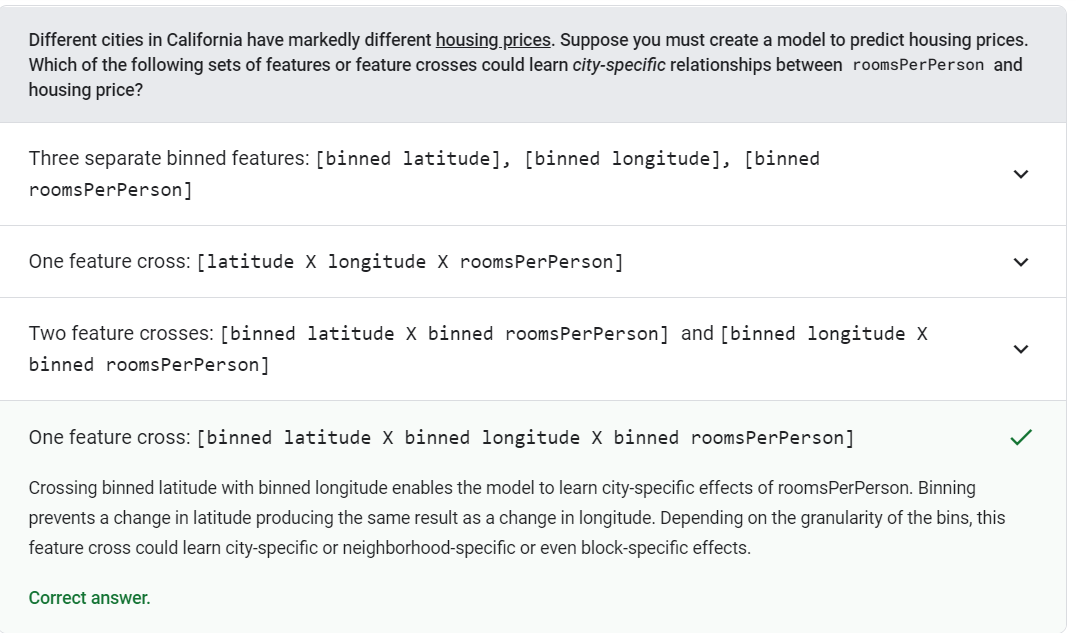 Different cities in California have markedly different housing prices. Suppose you must create a model to predict housing prices.
Which of the following sets of features or feature crosses could learn city-specific relationships between roomsPerPerson and
housing price?
Three separate binned features: [binned latitude], [binned longitude], [binned
roomsPerPerson]
One feature cross: [latitude X longitude X roomsPerPerson]
Two feature crosses: [binned latitude X binned roomsPerPerson] and [binned longitude X
binned roomsPerPerson]
One feature cross: [binned latitude X binned longitude X binned roomsPerPerson]
Crossing binned latitude with binned longitude enables the model to learn city-specific effects of roomsPerPerson. Binning
prevents a change in latitude producing the same result as a change in longitude. Depending on the granularity of the bins, this
feature cross could learn city-specific or neighborhood-specific or even block-specific effects.
Correct answer.